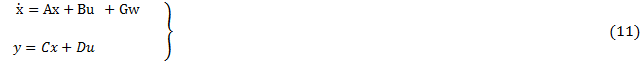 ẋ = Ax + Bu + Gw
(11)
y = Cx + Du